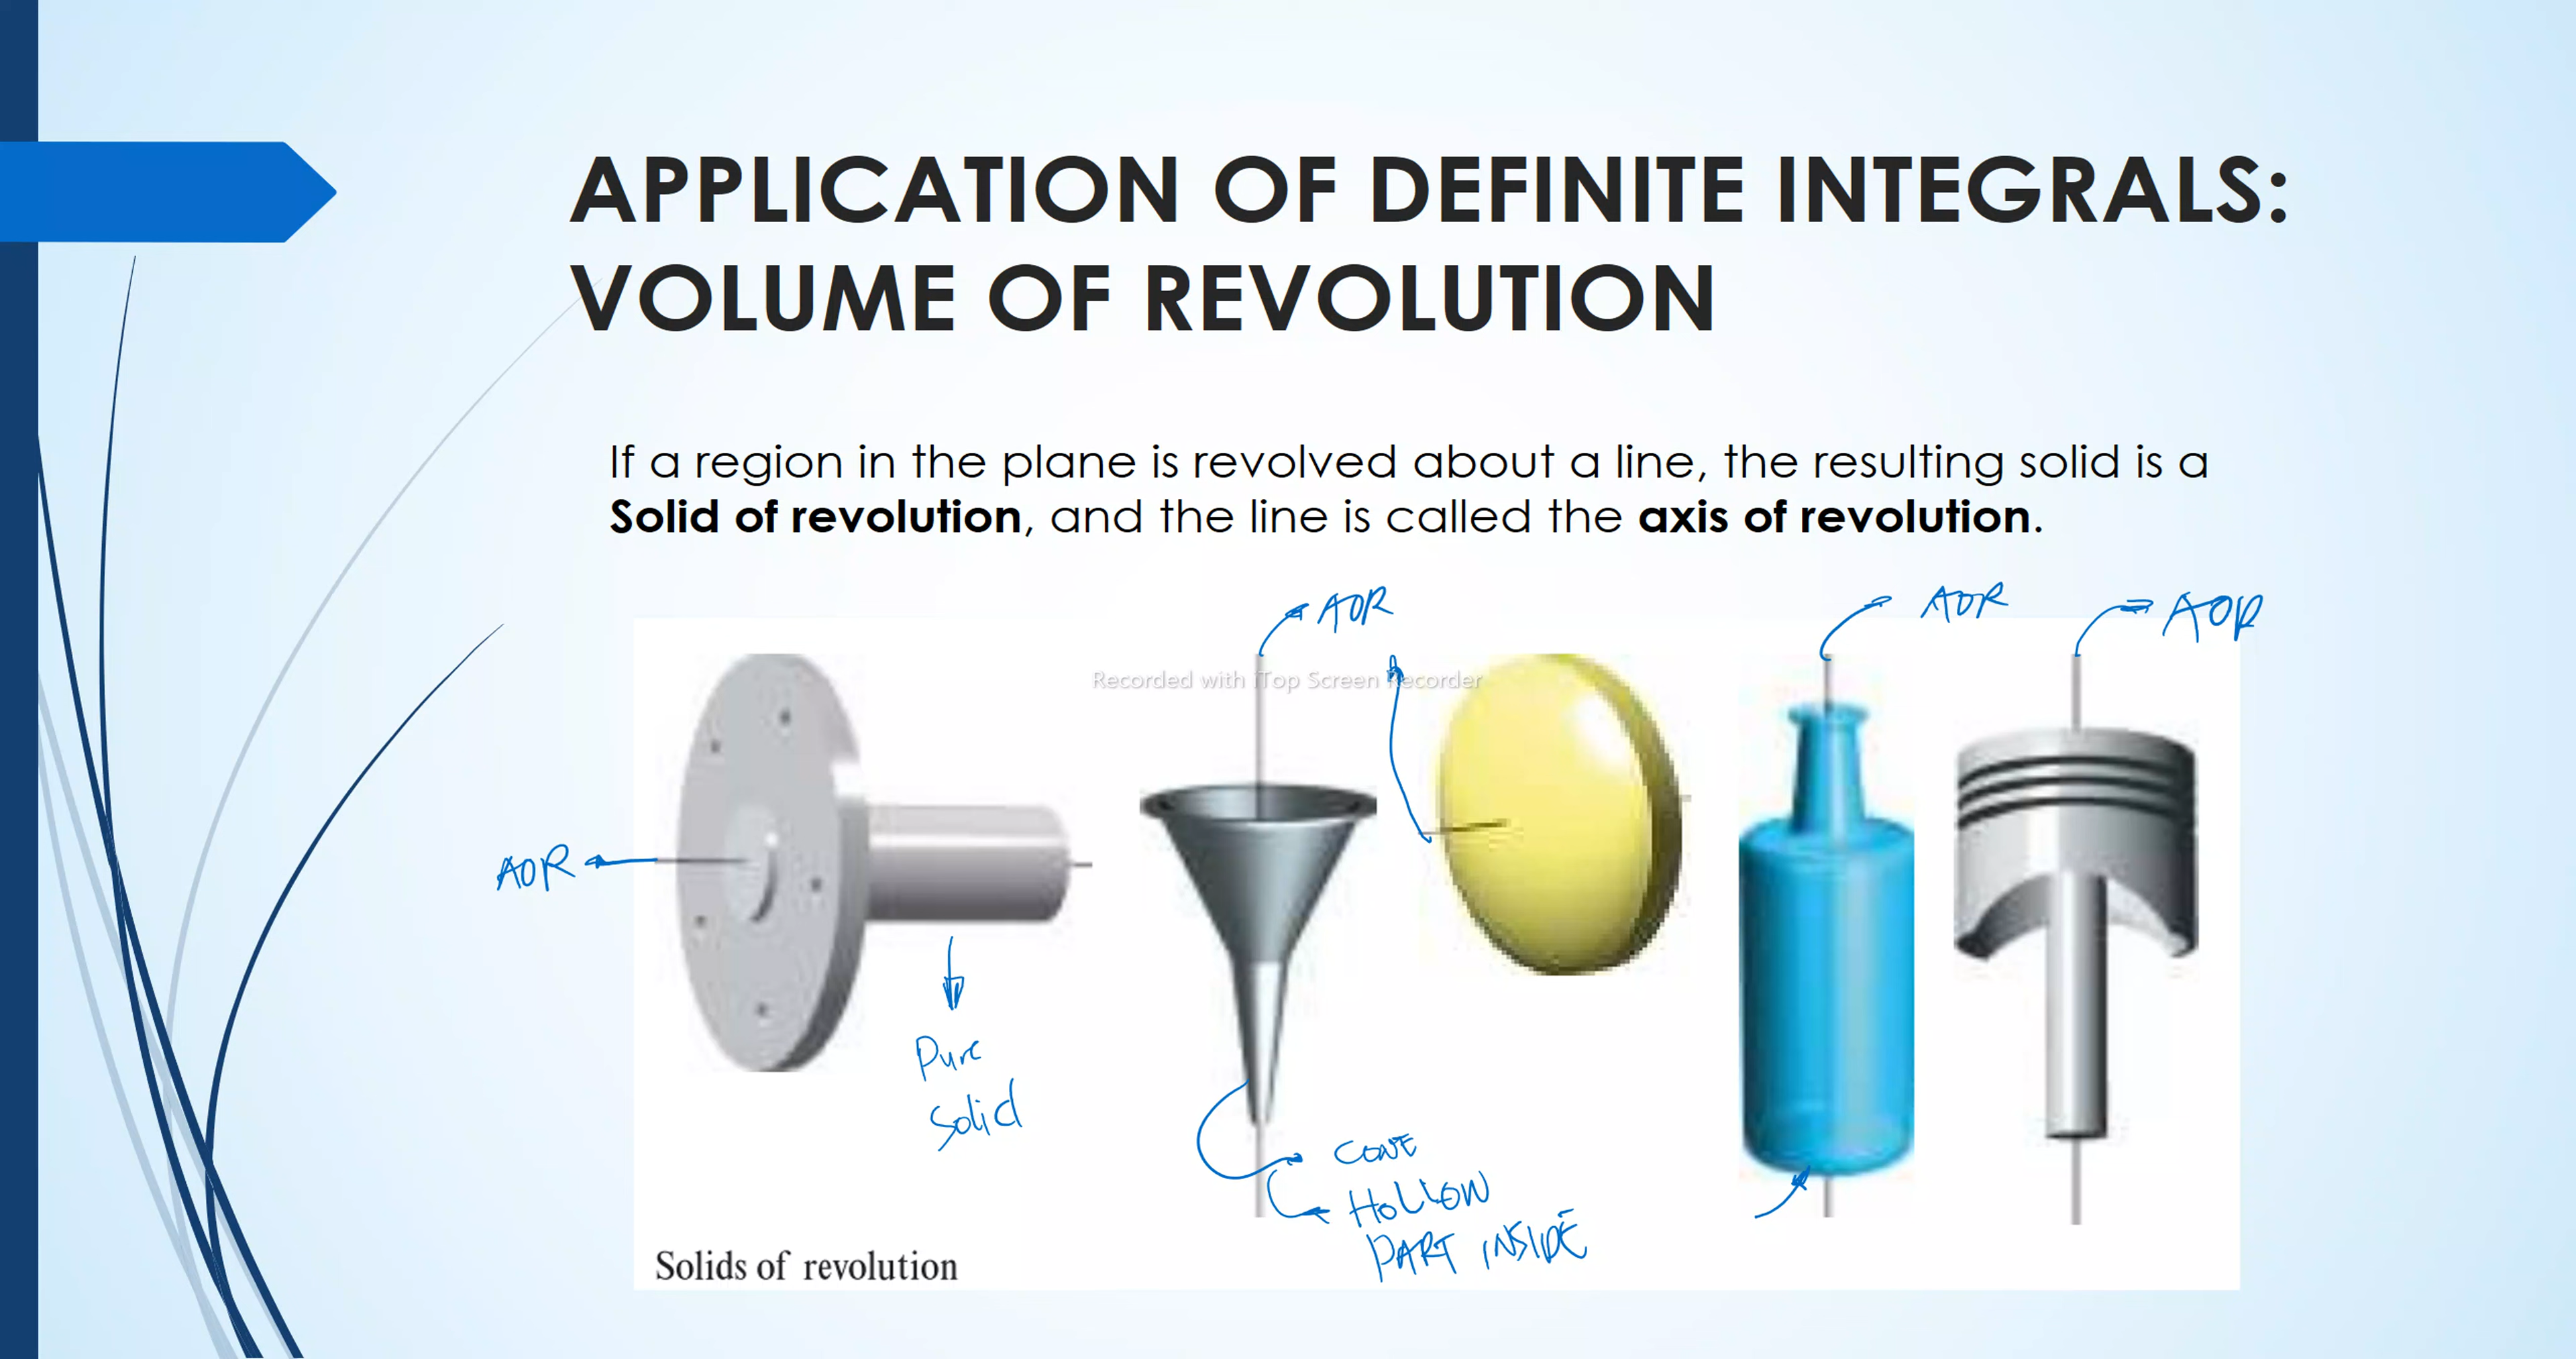 APPLICATION OF DEFINITE INTEGRALS:
VOLUME OF REVOLUTION
If a region in the plane is revolved about a line, the resulting solid is a
Solid of revolution, and the line is called the axis of revolution.
AOR
AOR
AOR
Recorded with iTop Screen Recorder
AOR
Pure
Solid
CONE
HOLLOW
PART INSIDE
Solids of revolution